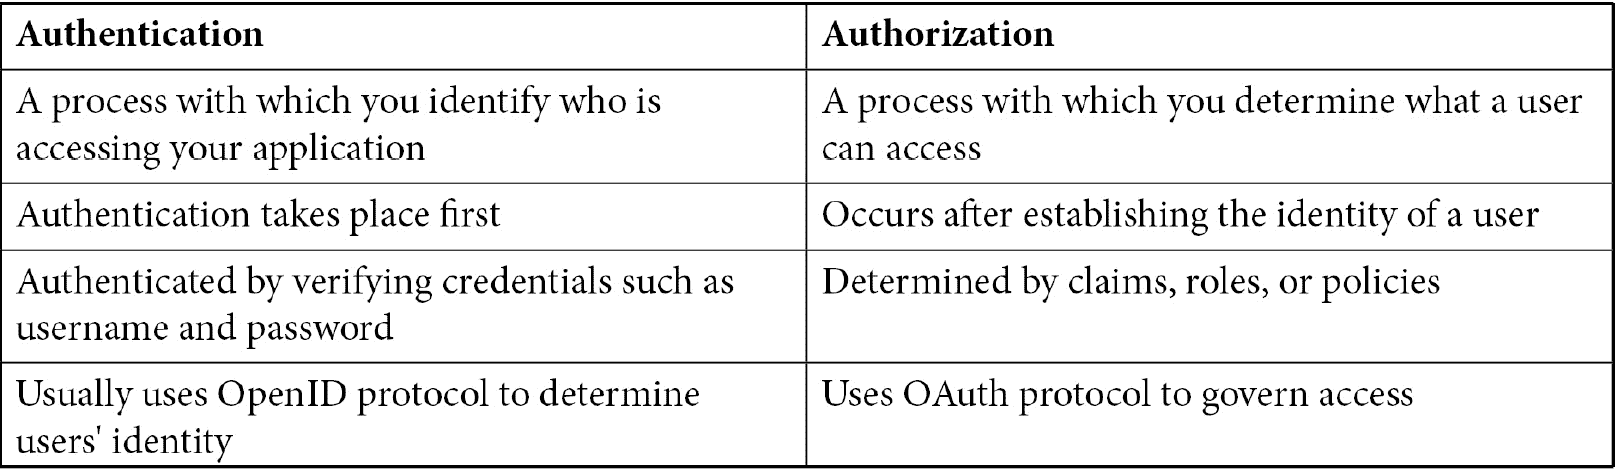 Authentication
Authorization
A process with which you identify who is
accessing your application
A process with which you determine what a user
can access
Authentication takes place first
Occurs after establishing the identity of a user
Authenticated by verifying credentials such as
username and password
Determined by claims, roles, or policies
Usually uses OpenID protocol to determine
users' identity
Uses OAuth protocol to govern access